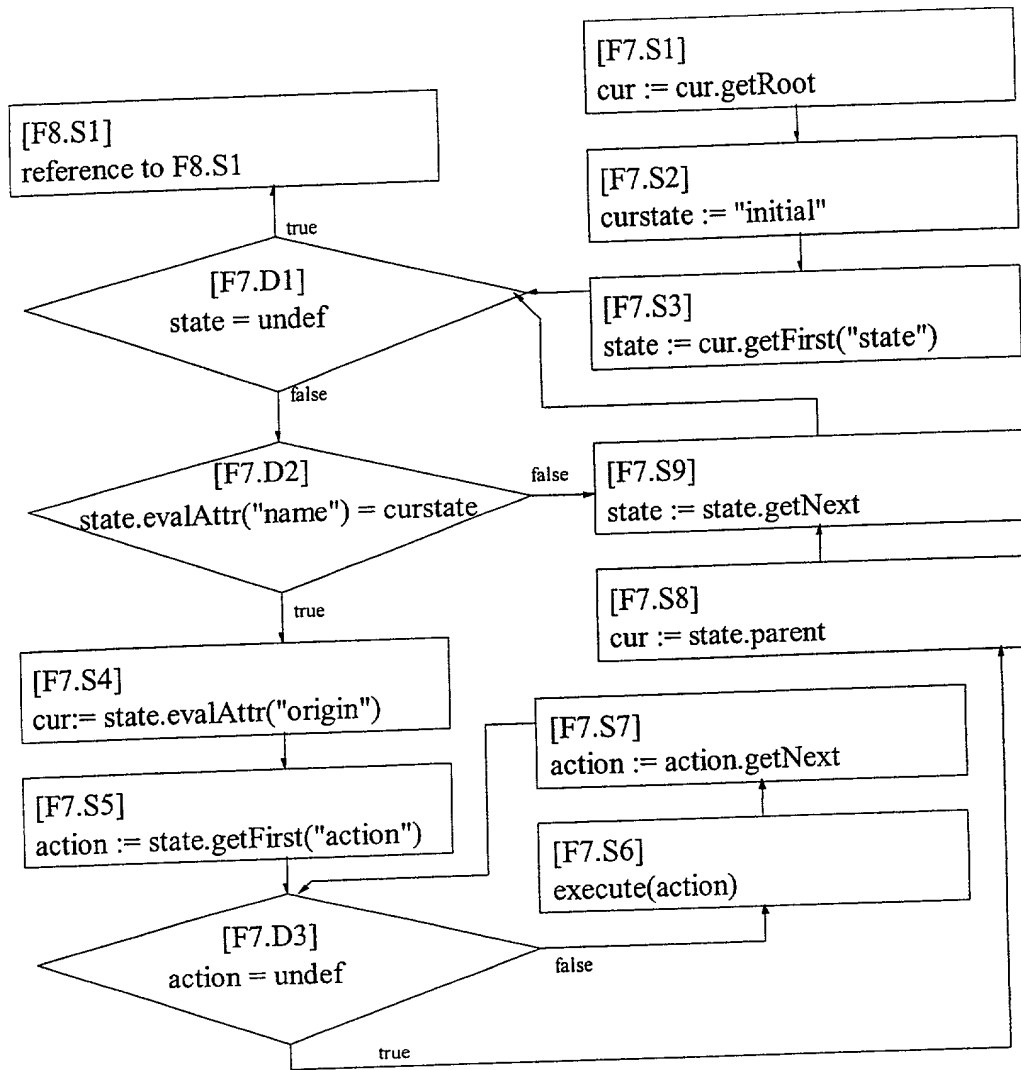 [F7.S1]
cur := cur.getRoot
[F8.S1]
reference to F8.S1
[F7.S2]
curstate := "initial"
true
[F7.D1]
state = undef
[F7.S3]
state := cur.getFirst("state")
false
[F7.D2]
state.evalAttr("name") = curstate
false
[F7.S9]
state := state.getNext
true
[F7.S8]
cur := state.parent
[F7.S4]
cur:= state.evalAttr("origin")
[F7.S7]
action := action.getNext
[F7.S5]
action := state.getFirst("action")
[F7.S6]
execute(action)
[F7.D3]
action = undef
false
true